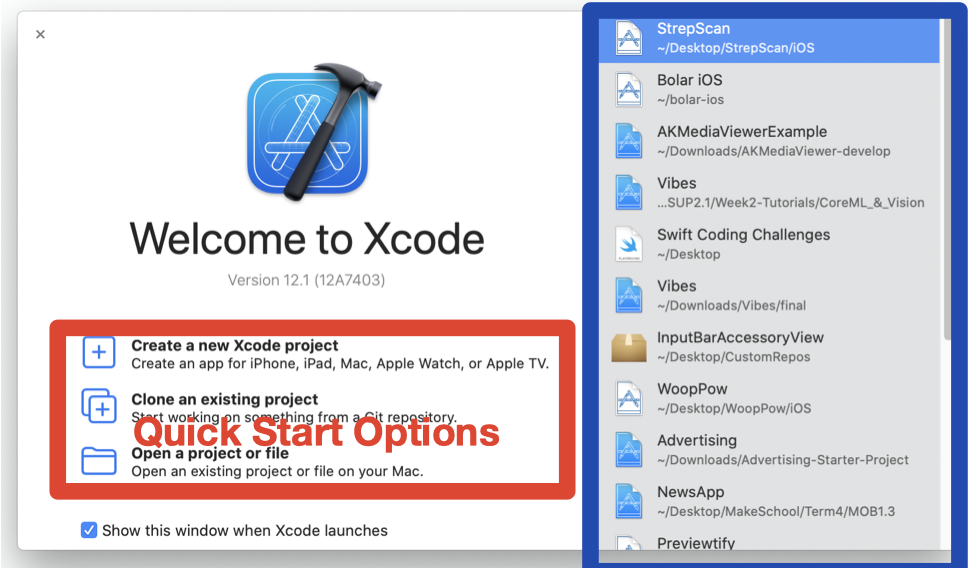 Welcome to Xcode
Version 12.1 (12A7403)
Create a new Xcode project
Create an app for iPhone, iPad, Mac, Apple Watch, or Apple TV.
Clone an existing project
Start working on something from a Git repository.
Quick Start Options
Open a project or file
Open an existing project or file on your Mac.
Show this window when Xcode launches
StrepScan
~/Desktop/StrepScan/iOS
Bolar iOS
~/bolar-ios
AKMediaViewerExample
~/Downloads/AKMediaViewer-develop
Vibes
...SUP2.1/Week2-Tutorials/CoreML_&_Vision
Swift Coding Challenges
~/Desktop
Vibes
~/Downloads/Vibes/final
InputBarAccessoryView
~/Desktop/CustomRepos
WoopPow
~/Desktop/WoopPow/iOS
Advertising
~/Downloads/Advertising-Starter-Project
NewsApp
~/Desktop/MakeSchool/Term4/MOB1.3
Previewtify